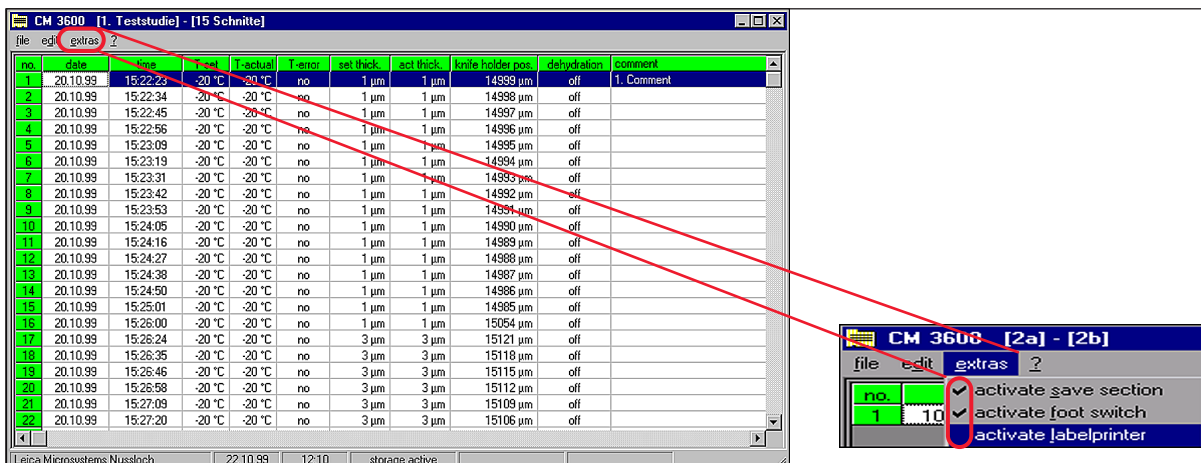 CM 3600 [1. Teststudie] - [15 Schnitte]
file edit extras ?
no. date time T-set T-actual T-error set thick. act thick. knife holder pos. dehydration comment
1 20.10.99 15:22:23 -20 °C -20 °C no 1 µm 1 µm 14999 µm off 1. Comment
2 20.10.99 15:22:34 -20 °C -20 °C no 1 µm 1 µm 14998 µm off
3 20.10.99 15:22:45 -20 °C -20 °C no 1 µm 1 µm 14997 µm off
4 20.10.99 15:22:56 -20 °C -20 °C no 1 µm 1 µm 14996 µm off
5 20.10.99 15:23:09 -20 °C -20 °C no 1 µm 1 µm 14995 µm off
6 20.10.99 15:23:19 -20 °C -20 °C no 1 µm 1 µm 14994 µm off
7 20.10.99 15:23:31 -20 °C -20 °C no 1 µm 1 µm 14993 µm off
8 20.10.99 15:23:42 -20 °C -20 °C no 1 µm 1 µm 14992 µm off
9 20.10.99 15:23:53 -20 °C -20 °C no 1 µm 1 µm 14991 µm off
10 20.10.99 15:24:05 -20 °C -20 °C no 1 µm 1 µm 14990 µm off
11 20.10.99 15:24:16 -20 °C -20 °C no 1 µm 1 µm 14989 µm off
12 20.10.99 15:24:27 -20 °C -20 °C no 1 µm 1 µm 14988 µm off
13 20.10.99 15:24:38 -20 °C -20 °C no 1 µm 1 µm 14987 µm off
14 20.10.99 15:24:50 -20 °C -20 °C no 1 µm 1 µm 14986 µm off
15 20.10.99 15:25:01 -20 °C -20 °C no 1 µm 1 µm 14985 µm off
16 20.10.99 15:26:00 -20 °C -20 °C no 1 µm 1 µm 15054 µm off
17 20.10.99 15:26:24 -20 °C -20 °C no 3 µm 3 µm 15121 µm off
18 20.10.99 15:26:35 -20 °C -20 °C no 3 µm 3 µm 15118 µm off
19 20.10.99 15:26:46 -20 °C -20 °C no 3 µm 3 µm 15115 µm off
20 20.10.99 15:26:58 -20 °C -20 °C no 3 µm 3 µm 15112 µm off
21 20.10.99 15:27:09 -20 °C -20 °C no 3 µm 3 µm 15109 µm off
22 20.10.99 15:27:20 -20 °C -20 °C no 3 µm 3 µm 15106 µm off
Leica Microsystems Nussloch 22.10.99 12:10 storage active
CM 3600 [2a] - [2b]
file edit extras ?
no. activate save section
1 10 activate foot switch
activate labelprinter